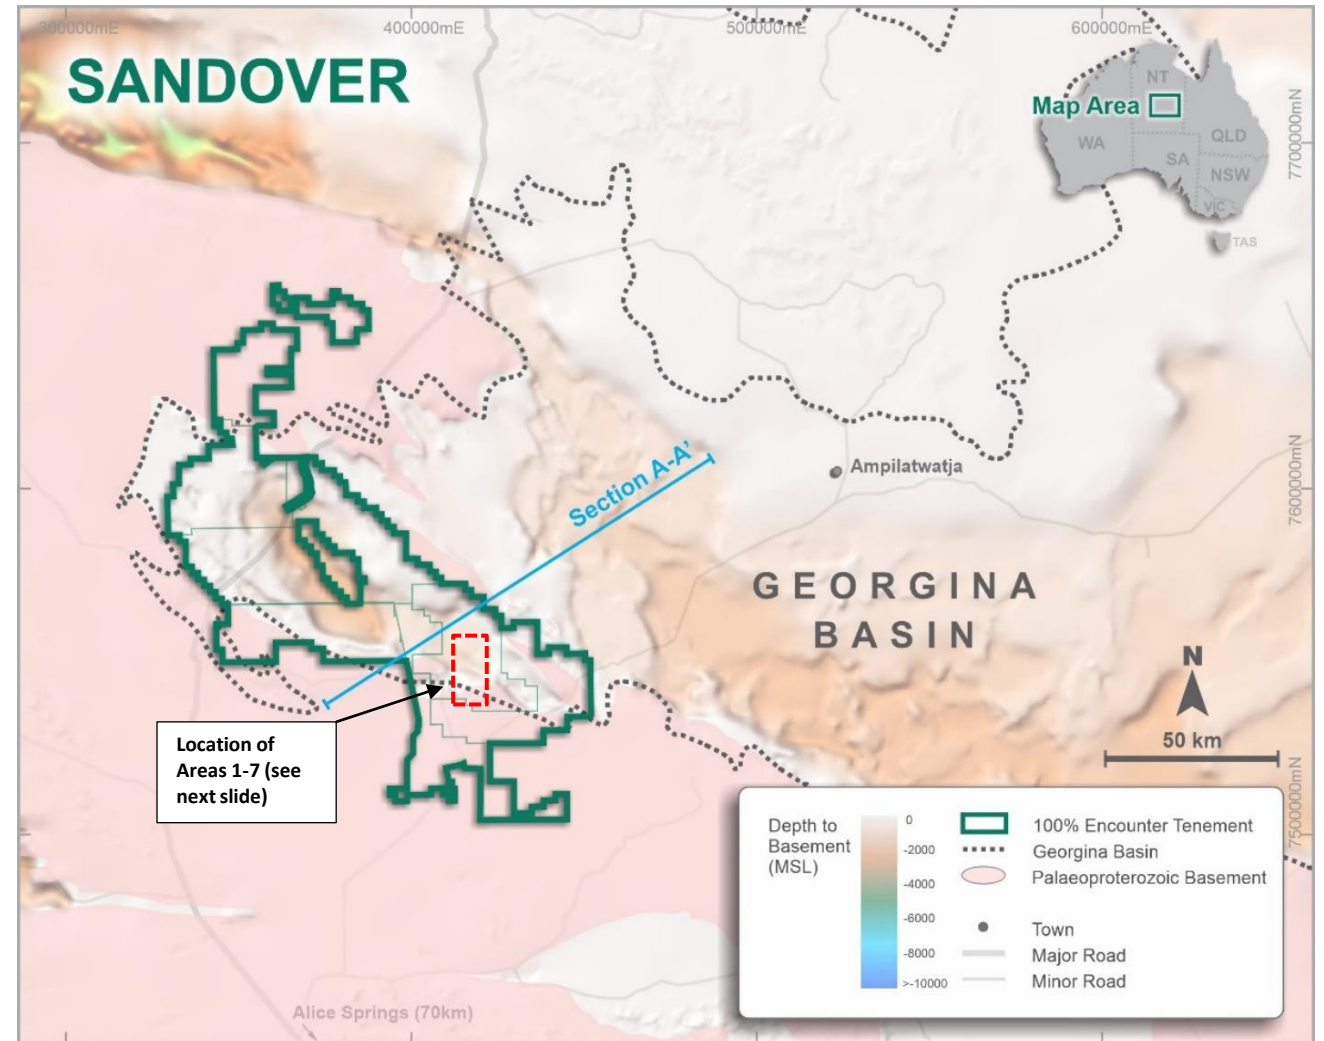 300000mE
400000mE
500000mE
600000mE
SANDOVER
NT
Map Area
WA
QLD
SA
NSW
VIC
TAS
7700000mN
Section A-A'
Ampilatwatja
7600000mN
GEORGINA
BASIN
N
50 km
Location of
Areas 1-7 (see
next slide)
7500000mN
Depth to
Basement
(MSL)
0
-2000
-4000
-6000
-8000
>-10000
100% Encounter Tenement
Georgina Basin
Palaeoproterozoic Basement
Town
Major Road
Minor Road
Alice Springs (70km)